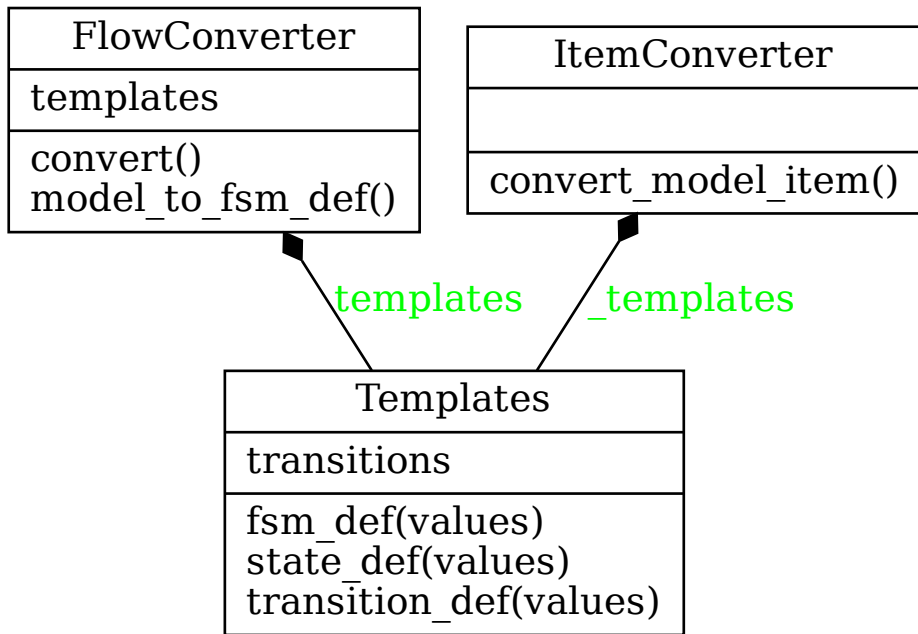 FlowConverter
templates
convert()
model_to_fsm_def()
ItemConverter
convert_model_item()
templates
_templates
Templates
transitions
fsm_def(values)
state_def(values)
transition_def(values)